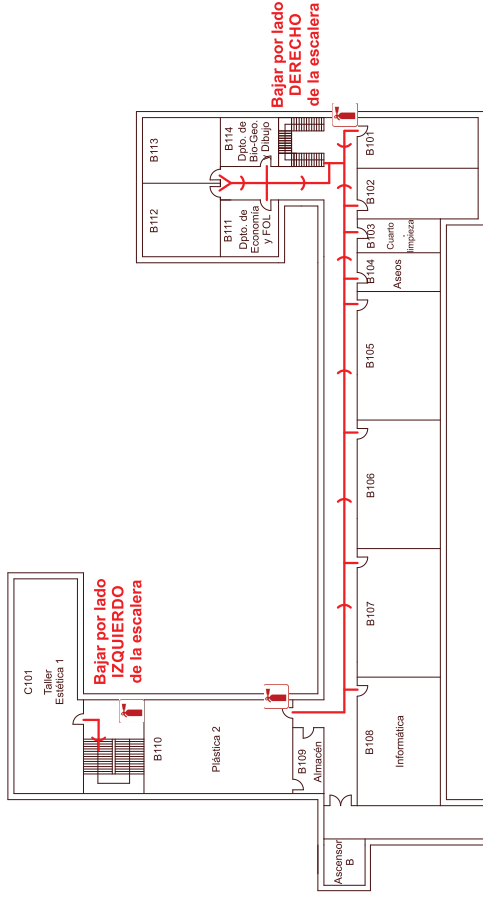 Bajar por lado
DERECHO
de la escalera
B113
B112
B114
Dpto. de
Bio-Geo.
y Dibujo
B111
Dpto. de
Economía
y FOL
B101
B102
B103
Cuarto
limpieza
B104
Aseos
B105
B106
B107
B108
Informática
C101
Taller
Estética 1
Bajar por lado
IZQUIERDO
de la escalera
B110
Plástica 2
B109
Almacén
Ascensor
B